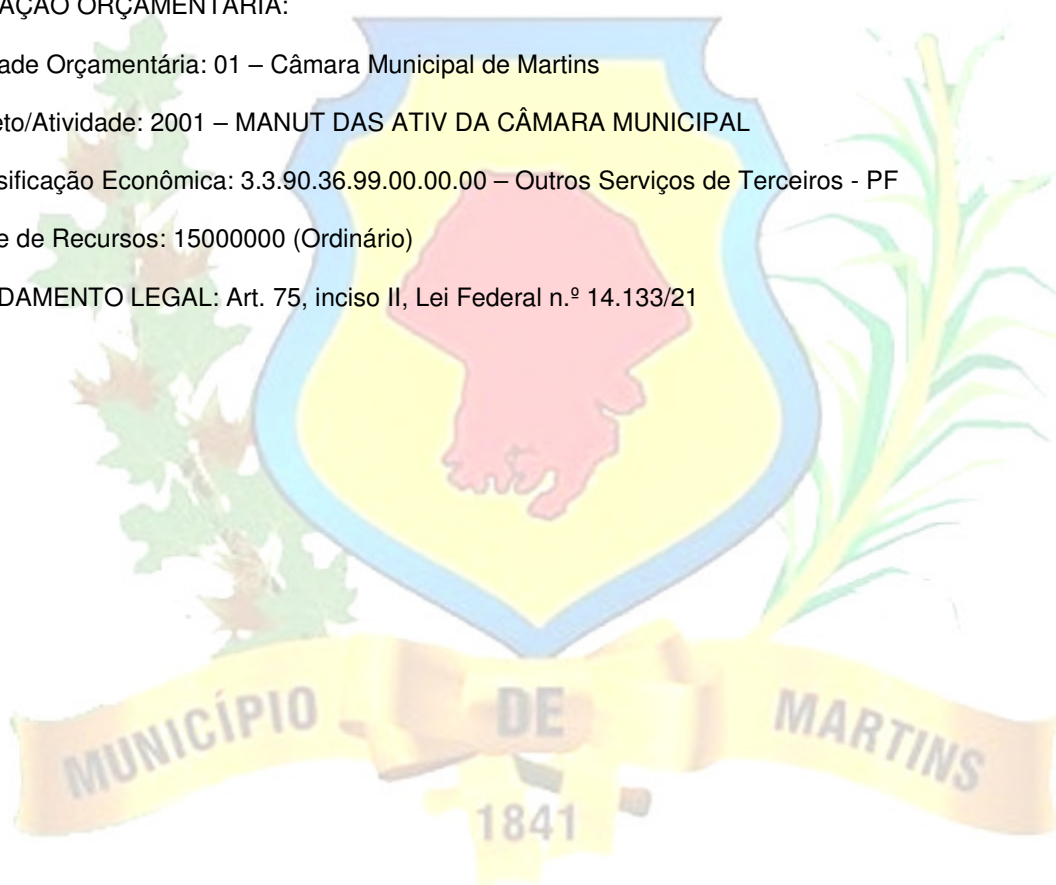 AÇÃO ORÇAMENTÁRIA:
ade Orçamentária: 01 – Câmara Municipal de Martins
eto/Atividade: 2001 – MANUT DAS ATIV DA CÂMARA MUNICIPAL
sificação Econômica: 3.3.90.36.99.00.00.00 – Outros Serviços de Terceiros - PF
e de Recursos: 15000000 (Ordinário)
DAMENTO LEGAL: Art. 75, inciso II, Lei Federal n.º 14.133/21
MUNICÍPIO DE MARTINS
1841